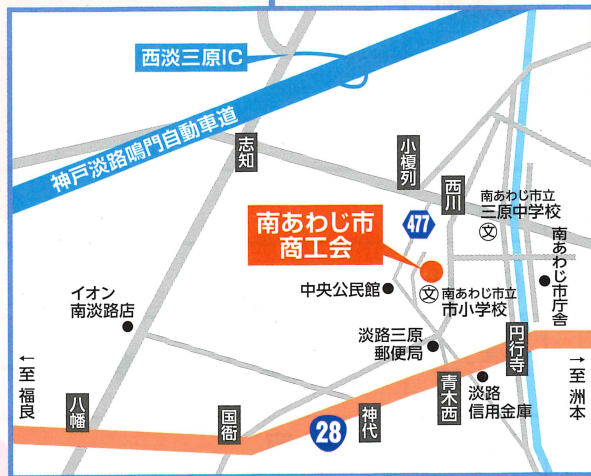 西淡三原IC
神戸淡路鳴門自動車道
志知
小榎列
西川
南あわじ市立
三原中学校
文
477
南あわじ市
商工会
南あわじ市庁舎
中央公民館
文
南あわじ市立
市小学校
イオン
南淡路店
淡路三原
郵便局
円行寺
←至 福良
八幡
国衙
28
神代
青木西
淡路
信用金庫
→至 洲本